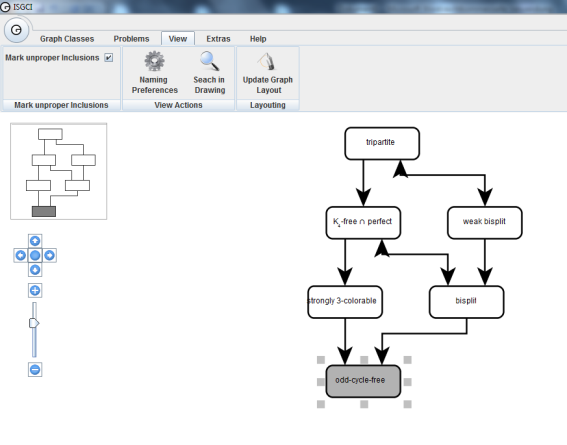 ISGCI
Graph Classes Problems View Extras Help
Mark unproper Inclusions
Naming Preferences
Seach in Drawing
Update Graph Layout
Mark unproper Inclusions View Actions Layouting
tripartite
K4-free ∩ perfect
weak bisplit
strongly 3-colorable
bisplit
odd-cycle-free